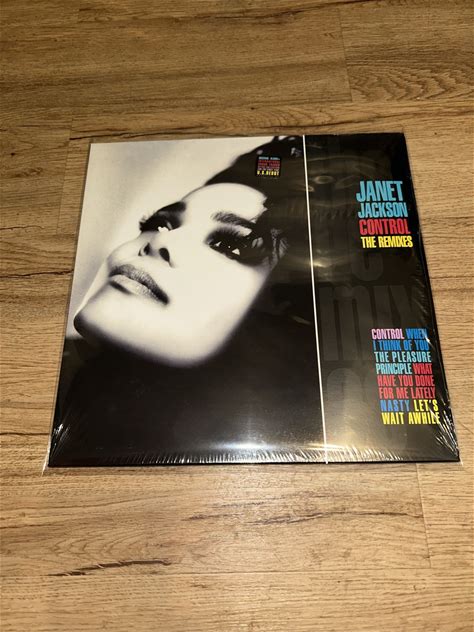 U.S. DEBUT
JANET
JACKSON
CONTROL
THE REMIXES
CONTROL WHEN
I THINK OF YOU
THE PLEASURE
PRINCIPLE WHAT
HAVE YOU DONE
FOR ME LATELY
NASTY LET'S
WAIT AWHILE